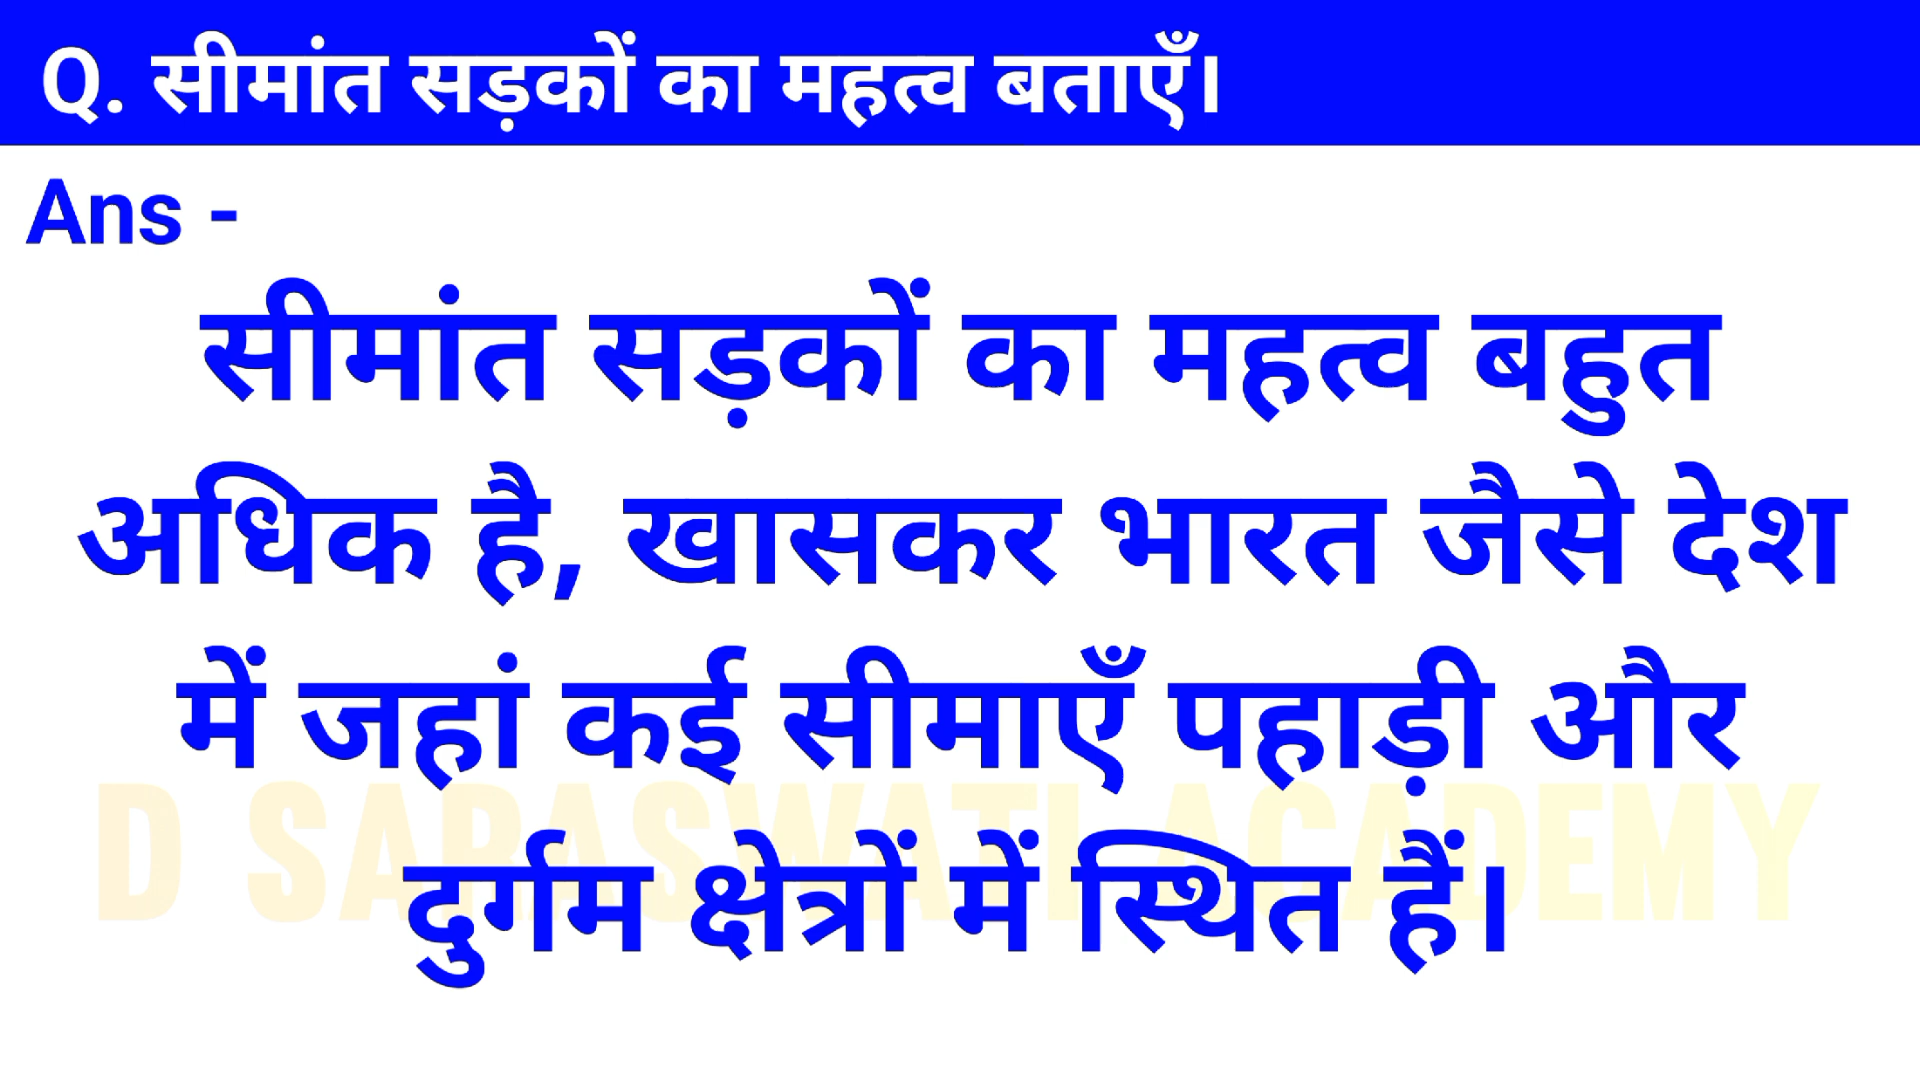 Q. सीमांत सड़कों का महत्व बताएँ।
Ans -
सीमांत सड़कों का महत्व बहुत
अधिक है, खासकर भारत जैसे देश
में जहां कई सीमाएँ पहाड़ी और
D SARASWATI ACADEMY
दुर्गम क्षेत्रों में स्थित हैं।